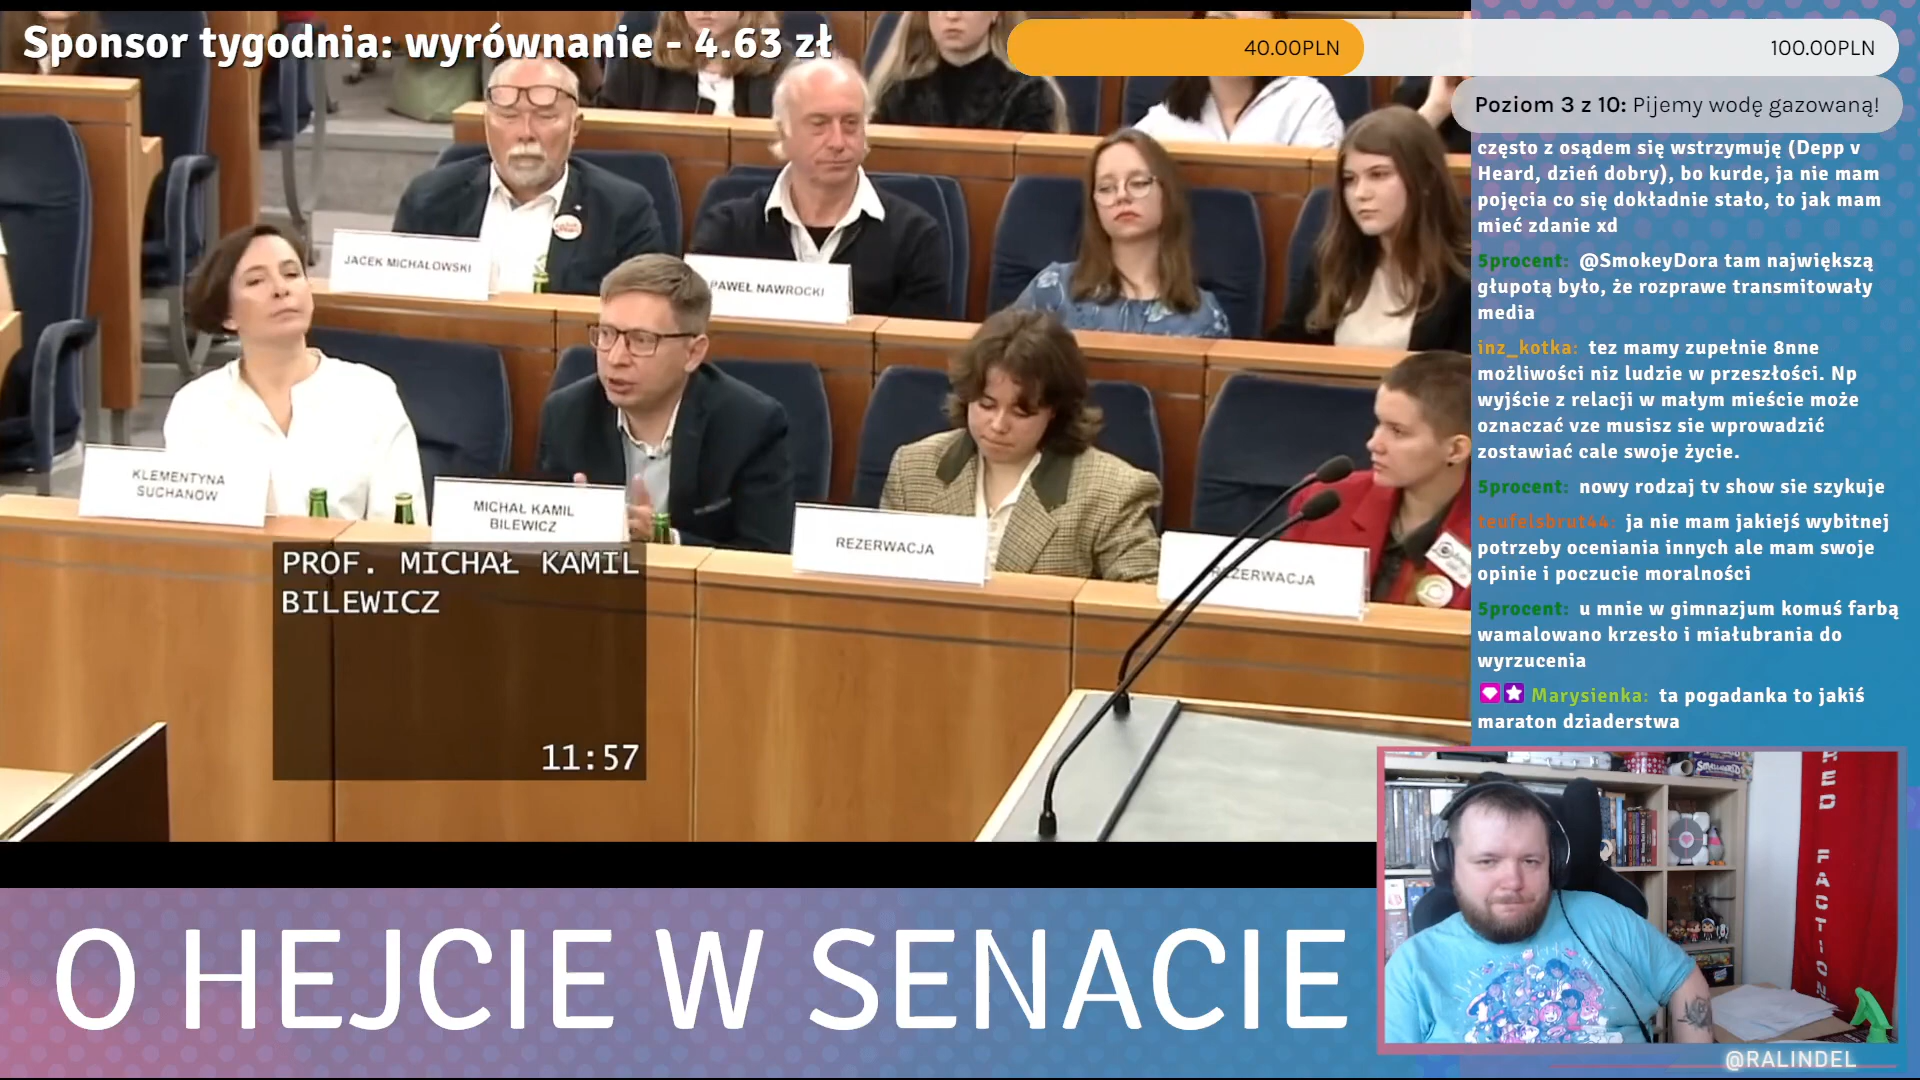 Sponsor tygodnia: wyrównanie - 4.63 zł
40.00PLN
100.00PLN
Poziom 3 z 10: Pijemy wodę gazowaną!
często z osądem się wstrzymuję (Depp v
Heard, dzień dobry), bo kurde, ja nie mam
pojęcia co się dokładnie stało, to jak mam
mieć zdanie xd
5procent: @SmokeyDora tam największą
głupotą było, że rozprawe transmitowały
media
inz_kotka: tez mamy zupełnie 8nne
możliwości niz ludzie w przeszłości. Np
wyjście z relacji w małym mieście może
oznaczać vze musisz sie wprowadzić
zostawiać cale swoje życie.
5procent: nowy rodzaj tv show sie szykuje
teufelsbrut44: ja nie mam jakiejś wybitnej
potrzeby oceniania innych ale mam swoje
opinie i poczucie moralności
5procent: u mnie w gimnazjum komuś farbą
wamalowano krzesło i miałubrania do
wyrzucenia
Marysienka: ta pogadanka to jakiś
maraton dziaderstwa
JACEK MICHAŁOWSKI
PAWEŁ NAWROCKI
KLEMENTYNA
SUCHANOW
MICHAŁ KAMIL
BILEWICZ
REZERWACJA
REZERWACJA
PROF. MICHAŁ KAMIL
BILEWICZ
11:57
O HEJCIE W SENACIE
RED FACTION
@RALINDEL